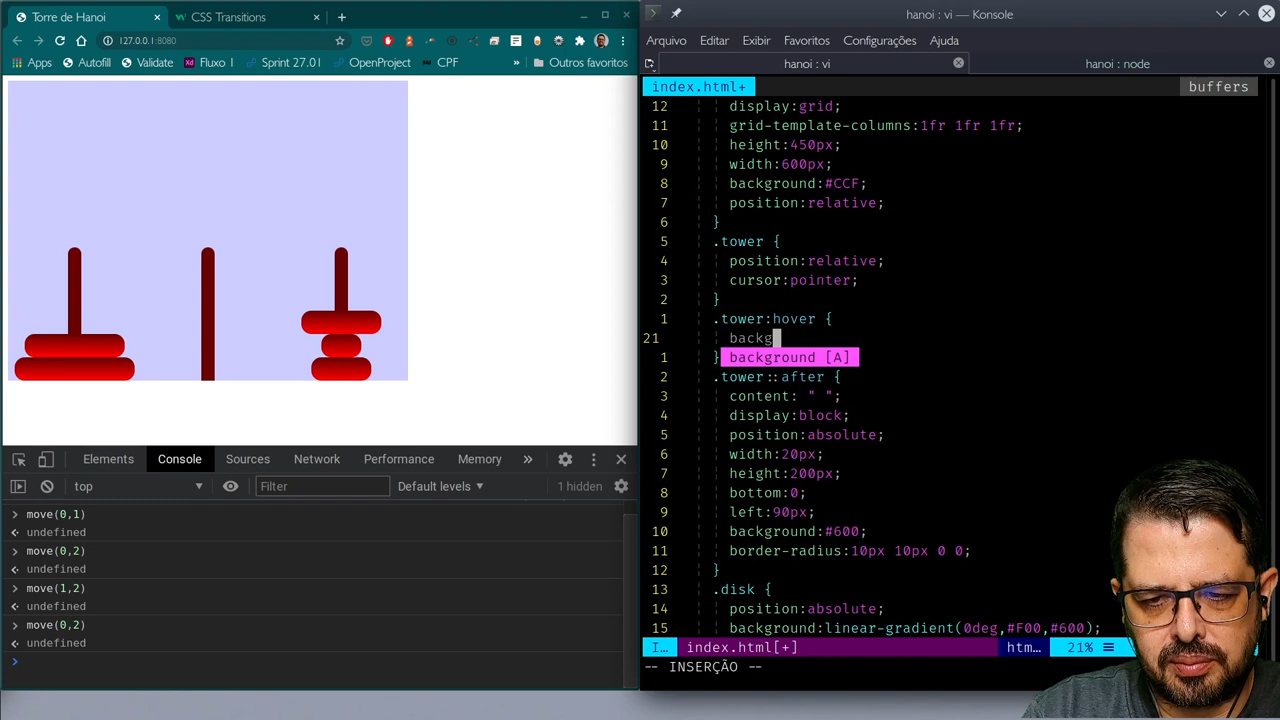 Torre de Hanoi
CSS Transitions
127.0.0.1:8080
Apps
Autofill
Validate
Fluxo I
Sprint 27.01
OpenProject
CPF
»
Outros favoritos
Elements
Console
Sources
Network
Performance
Memory
»
top
Filter
Default levels
1 hidden
move(0,1)
undefined
move(0,2)
undefined
move(1,2)
undefined
move(0,2)
undefined
hanoi : vi — Konsole
Arquivo Editar Exibir Favoritos Configurações Ajuda
hanoi : vi
hanoi : node
index.html+
buffers
12 display:grid;
11 grid-template-columns:1fr 1fr 1fr;
10 height:450px;
9 width:600px;
8 background:#CCF;
7 position:relative;
6 }
5 .tower {
4 position:relative;
3 cursor:pointer;
2 }
1 .tower:hover {
21 backg
1 } background [A]
2 .tower::after {
3 content: " ";
4 display:block;
5 position:absolute;
6 width:20px;
7 height:200px;
8 bottom:0;
9 left:90px;
10 background:#600;
11 border-radius:10px 10px 0 0;
12 }
13 .disk {
14 position:absolute;
15 background:linear-gradient(0deg,#F00,#600);
I… index.html[+] htm… 21% ≡
-- INSERÇÃO --